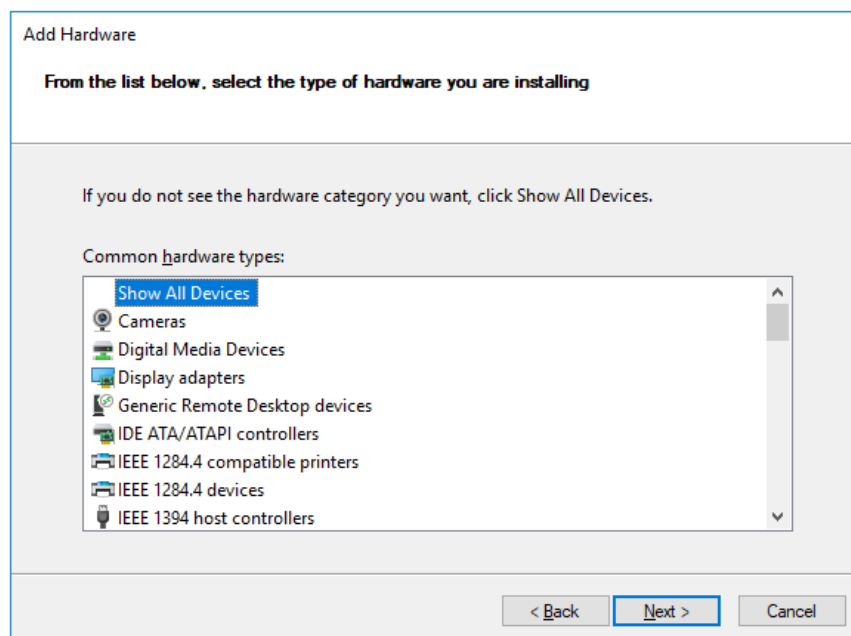 Add Hardware
From the list below, select the type of hardware you are installing
If you do not see the hardware category you want, click Show All Devices.
Common hardware types:
Show All Devices
Cameras
Digital Media Devices
Display adapters
Generic Remote Desktop devices
IDE ATA/ATAPI controllers
IEEE 1284.4 compatible printers
IEEE 1284.4 devices
IEEE 1394 host controllers
< Back Next > Cancel